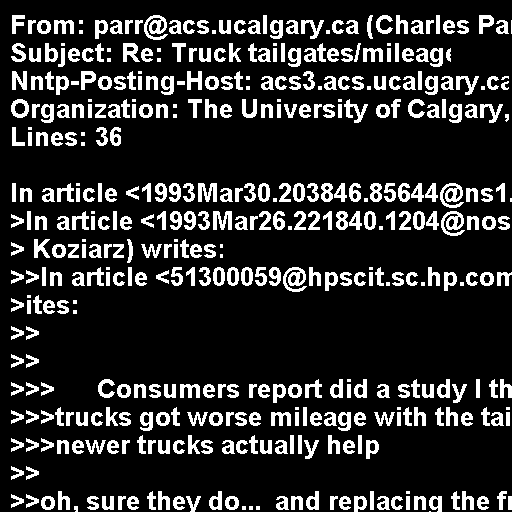 From: parr@acs.ucalgary.ca (Charles Par
Subject: Re: Truck tailgates/mileage
Nntp-Posting-Host: acs3.acs.ucalgary.ca
Organization: The University of Calgary,
Lines: 36

In article <1993Mar30.203846.85644@ns1.
>In article <1993Mar26.221840.1204@nos
> Koziarz) writes:
>>In article <51300059@hpscit.sc.hp.com
>ites:
>>
>>
>>>      Consumers report did a study I th
>>>trucks got worse mileage with the tai
>>>newer trucks actually help
>>
>>oh, sure they do...  and replacing the fr